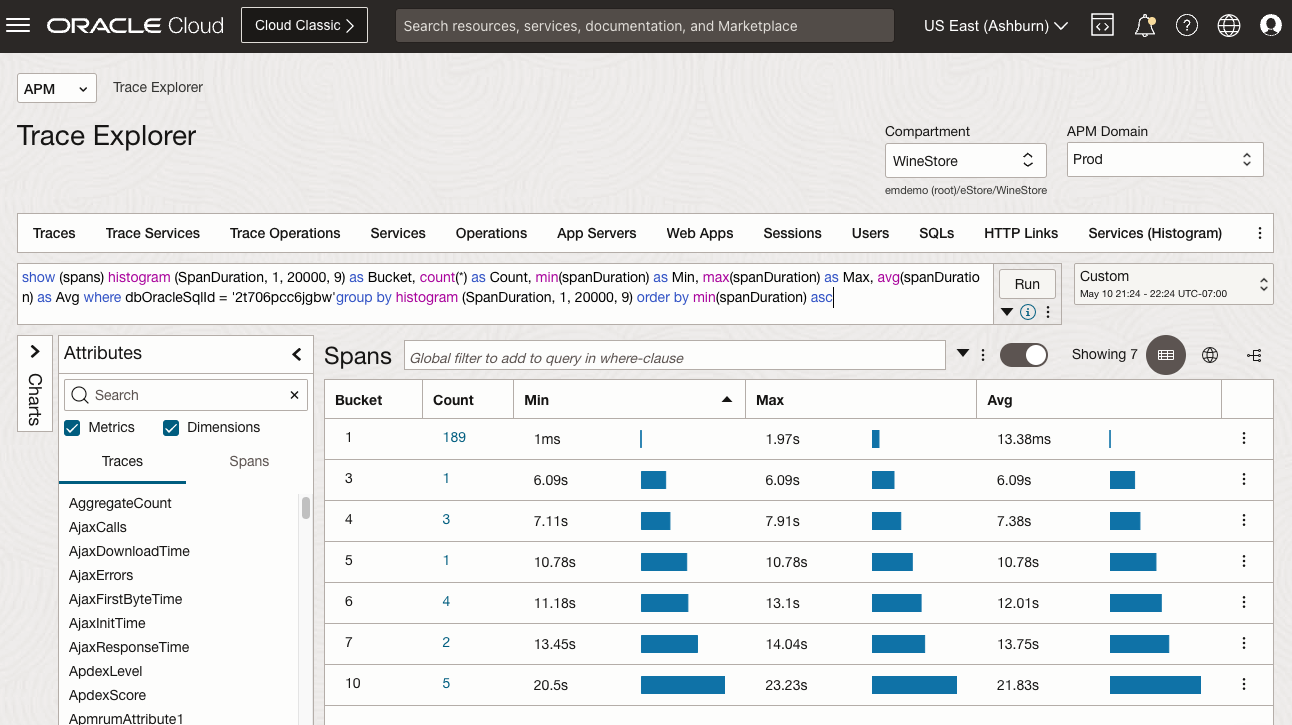 ORACLE Cloud
Cloud Classic
Search resources, services, documentation, and Marketplace
US East (Ashburn)
APM
Trace Explorer
Trace Explorer
Compartment
APM Domain
WineStore
Prod
emdemo (root)/eStore/WineStore
Traces Trace Services Trace Operations Services Operations App Servers Web Apps Sessions Users SQLs HTTP Links Services (Histogram)
show (spans) histogram (SpanDuration, 1, 20000, 9) as Bucket, count(*) as Count, min(spanDuration) as Min, max(spanDuration) as Max, avg(spanDuratio
n) as Avg where dbOracleSqlId = '2t706pcc6jgbw'group by histogram (SpanDuration, 1, 20000, 9) order by min(spanDuration) asc
Run
Custom
May 10 21:24 - 22:24 UTC-07:00
Charts
Attributes
Search
Metrics Dimensions
Traces Spans
AggregateCount
AjaxCalls
AjaxDownloadTime
AjaxErrors
AjaxFirstByteTime
AjaxInitTime
AjaxResponseTime
ApdexLevel
ApdexScore
ApmrumAttribute1
Spans
Global filter to add to query in where-clause
Showing 7
Bucket Count Min Max Avg
1 189 1ms 1.97s 13.38ms
3 1 6.09s 6.09s 6.09s
4 3 7.11s 7.91s 7.38s
5 1 10.78s 10.78s 10.78s
6 4 11.18s 13.1s 12.01s
7 2 13.45s 14.04s 13.75s
10 5 20.5s 23.23s 21.83s